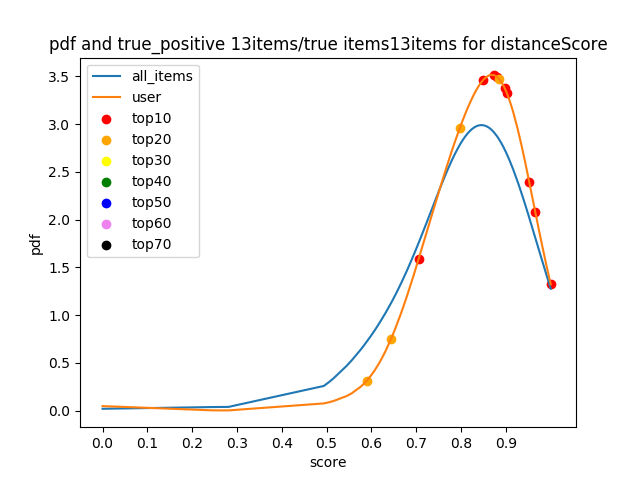 pdf and true_positive 13items/true items13items for distanceScore
all_items
user
top10
top20
top30
top40
top50
top60
top70
3.5
3.0
2.5
2.0
1.5
1.0
0.5
0.0
pdf
0.0 0.1 0.2 0.3 0.4 0.5 0.6 0.7 0.8 0.9
score